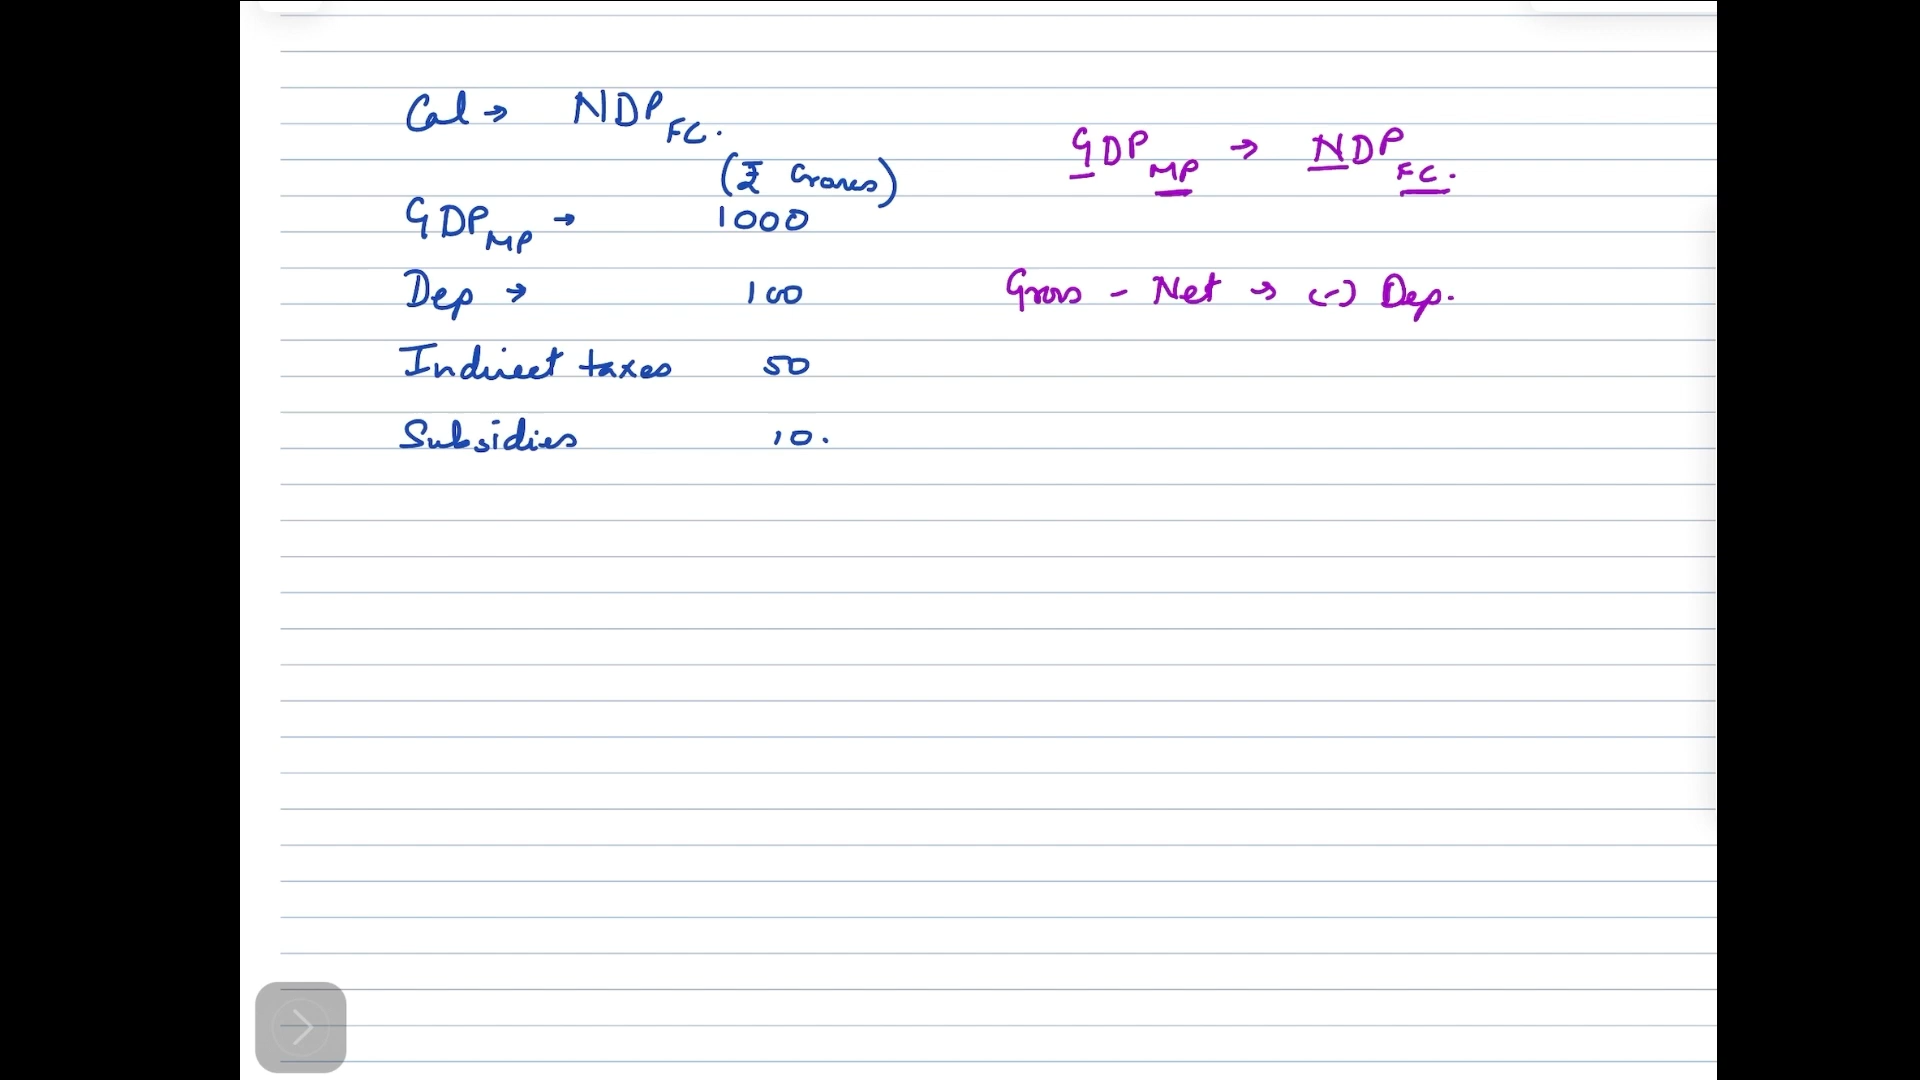 Cal → NDP FC.
(₹ Crores)
GDP MP → 1000
Dep → 100
Indirect taxes 50
Subsidies 10.
GDP MP → NDP FC.
Gross - Net → (-) Dep.